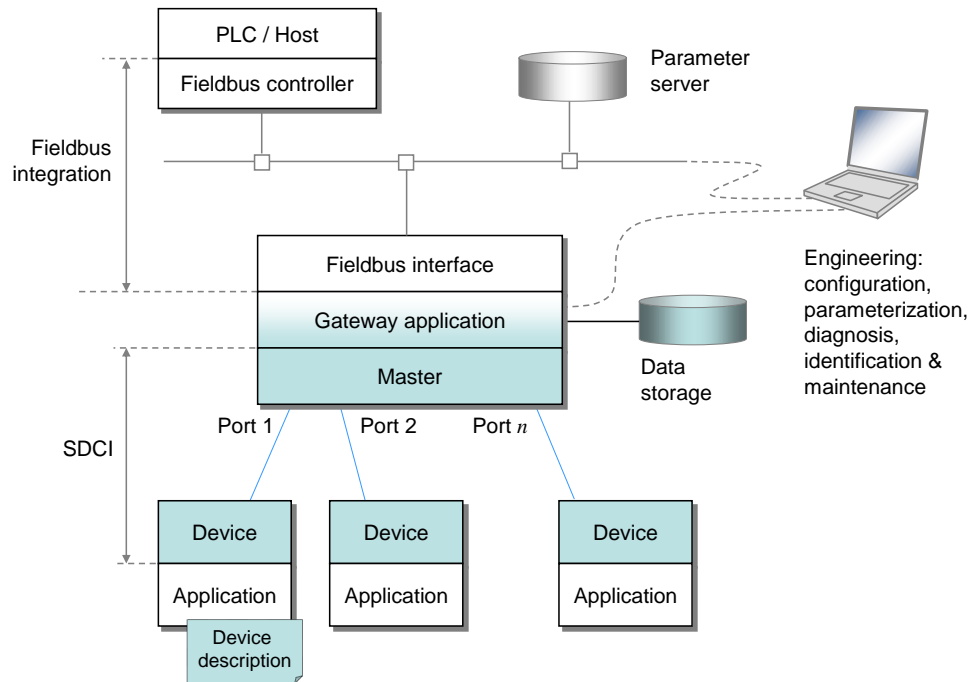 PLC / Host
Fieldbus controller
Parameter
server
Fieldbus
integration
Fieldbus interface
Gateway application
Master
Data
storage
Engineering:
configuration,
parameterization,
diagnosis,
identification &
maintenance
Port 1
Port 2
Port n
SDCI
Device
Device
Device
Application
Application
Application
Device
description